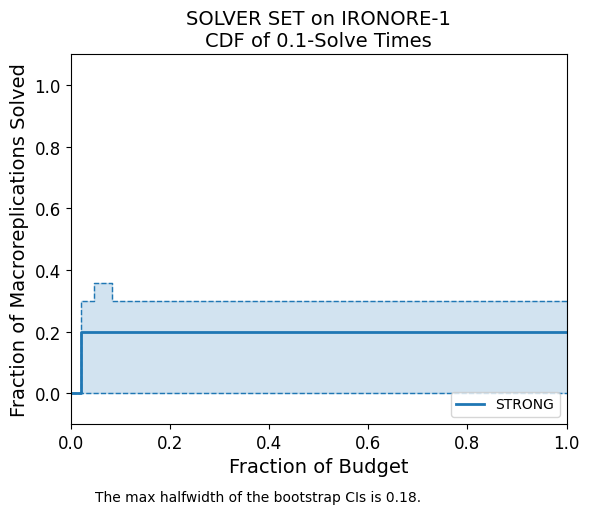 SOLVER SET on IRONORE-1
CDF of 0.1-Solve Times
Fraction of Macroreplications Solved
1.0
0.8
0.6
0.4
0.2
0.0
STRONG
0.0 0.2 0.4 0.6 0.8 1.0
Fraction of Budget
The max halfwidth of the bootstrap CIs is 0.18.